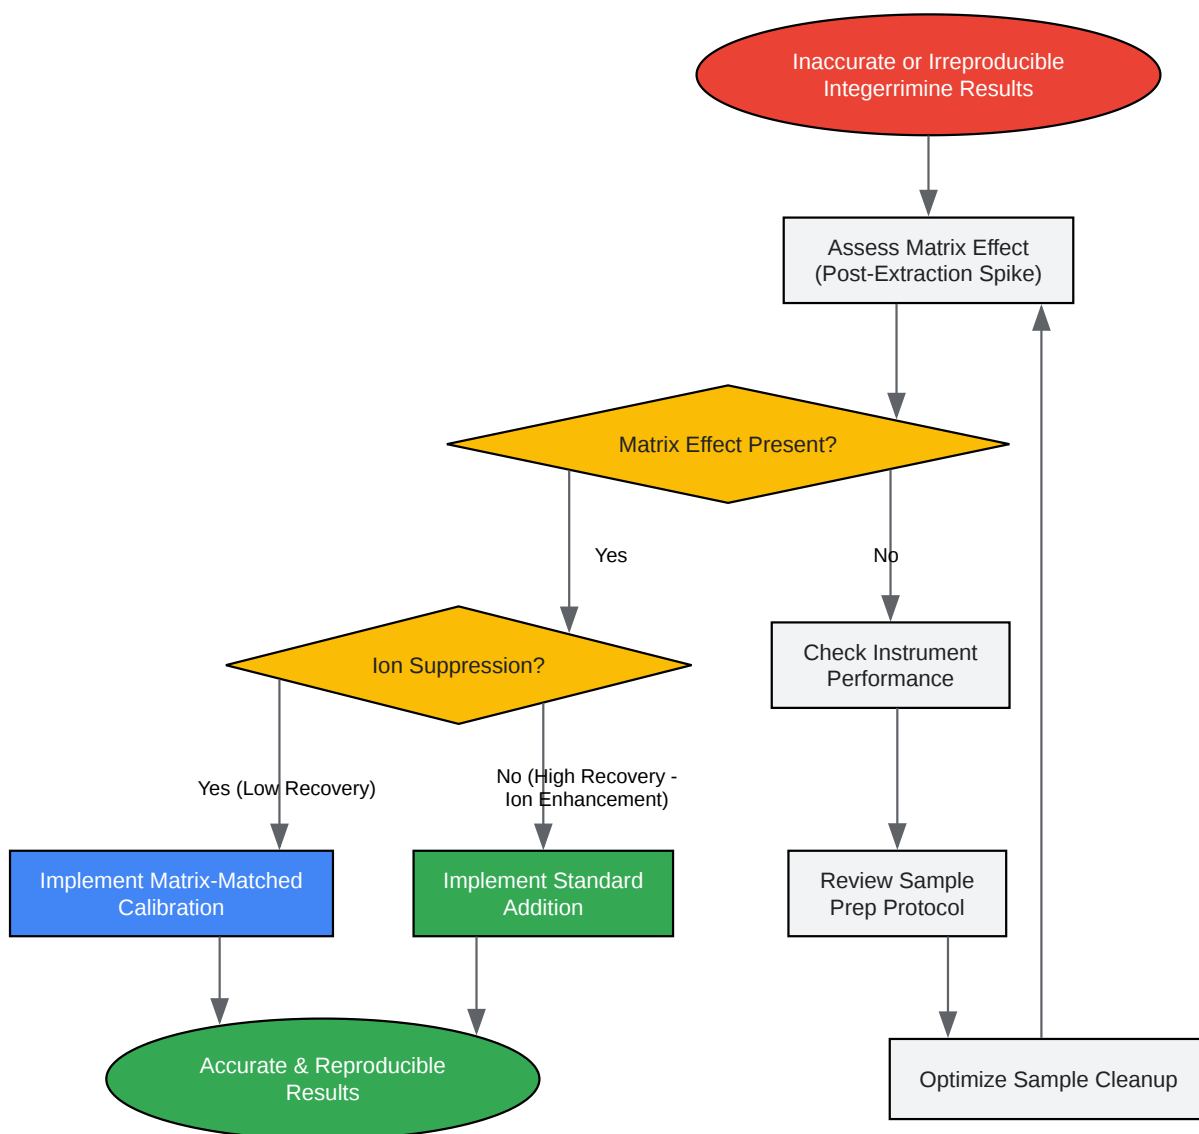 Inaccurate or Irreproducible
Integerrimine Results
Assess Matrix Effect
(Post-Extraction Spike)
Matrix Effect Present?
Yes
No
Ion Suppression?
Check Instrument
Performance
Yes (Low Recovery)
No (High Recovery -
Ion Enhancement)
Implement Matrix-Matched
Calibration
Implement Standard
Addition
Review Sample
Prep Protocol
Accurate & Reproducible
Results
Optimize Sample Cleanup